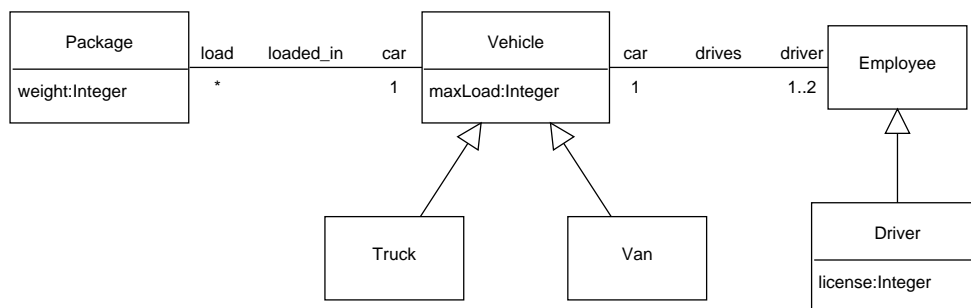 Package
weight:Integer
load loaded_in car
* 1
Vehicle
maxLoad:Integer
car drives driver
1 1..2
Employee
Truck
Van
Driver
license:Integer